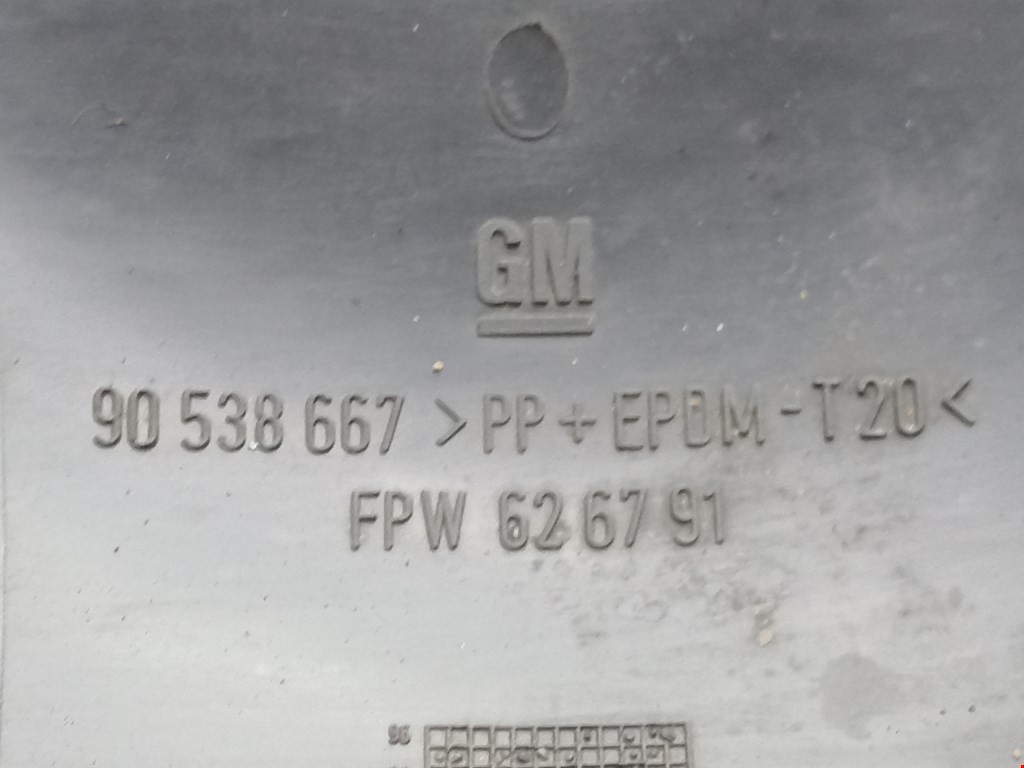 GM
90 538 667 >PP+EPDM-T20<
FPW 62 67 91